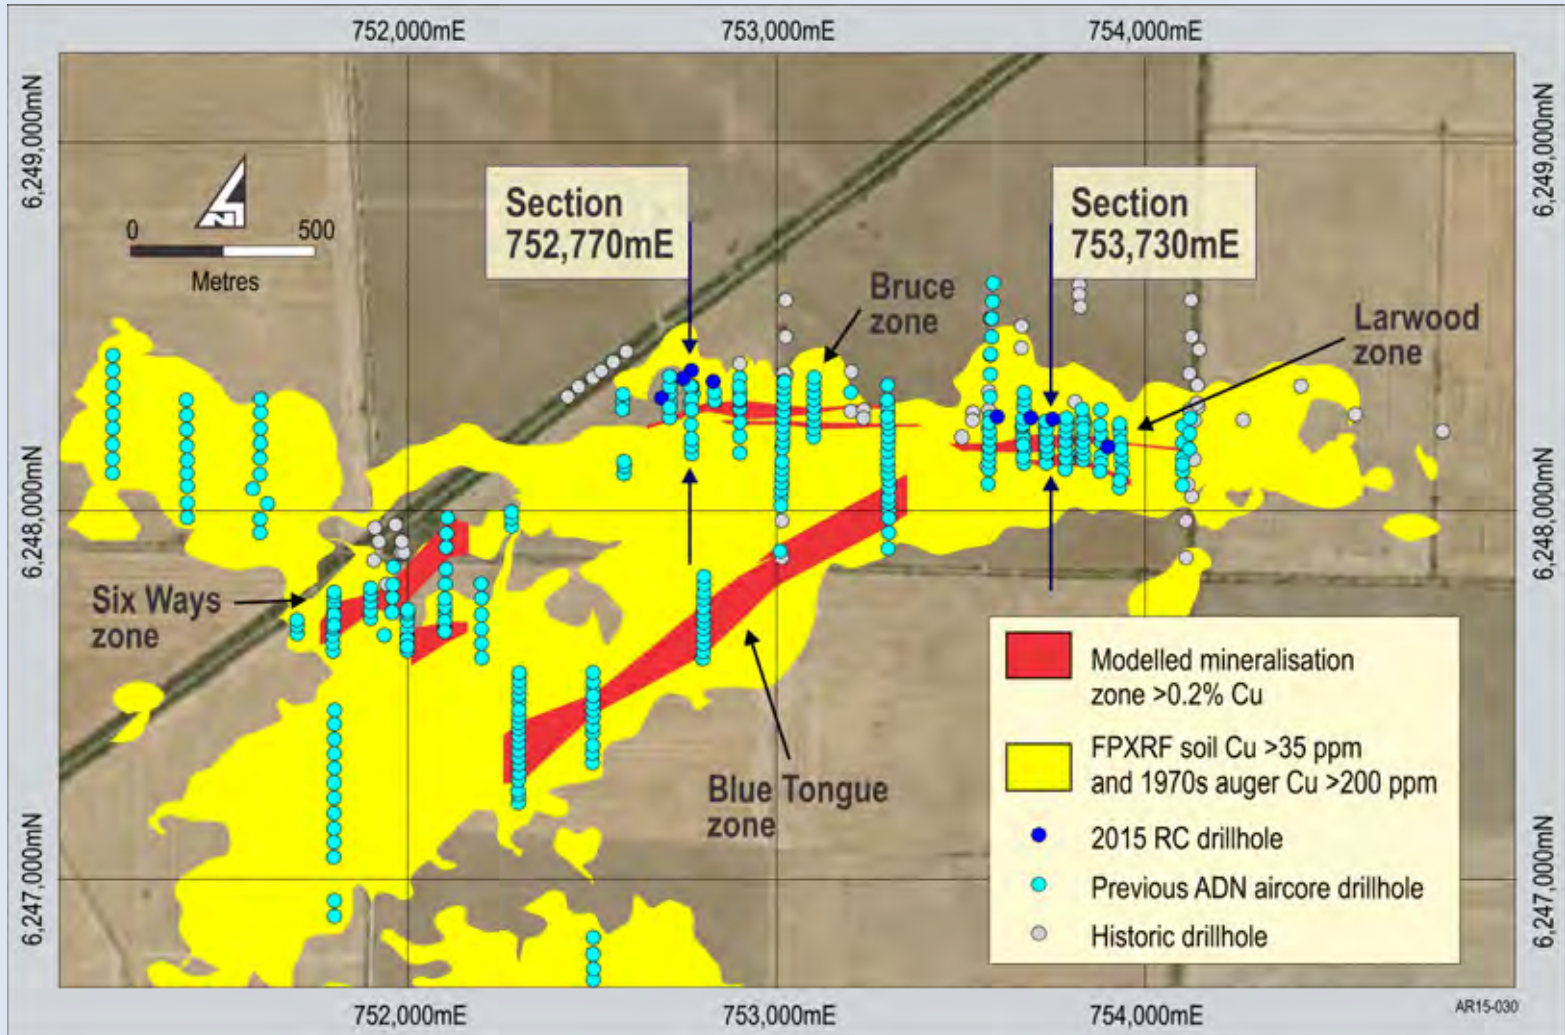 752,000mE
753,000mE
754,000mE
6,249,000mN
6,249,000mN
Section
752,770mE
Section
753,730mE
N
0
500
Metres
Bruce
zone
Larwood
zone
6,248,000mN
6,248,000mN
Six Ways
zone
Blue Tongue
zone
Modelled mineralisation
zone >0.2% Cu
FPXRF soil Cu >35 ppm
and 1970s auger Cu >200 ppm
2015 RC drillhole
Previous ADN aircore drillhole
Historic drillhole
6,247,000mN
6,247,000mN
752,000mE
753,000mE
754,000mE
AR15-030